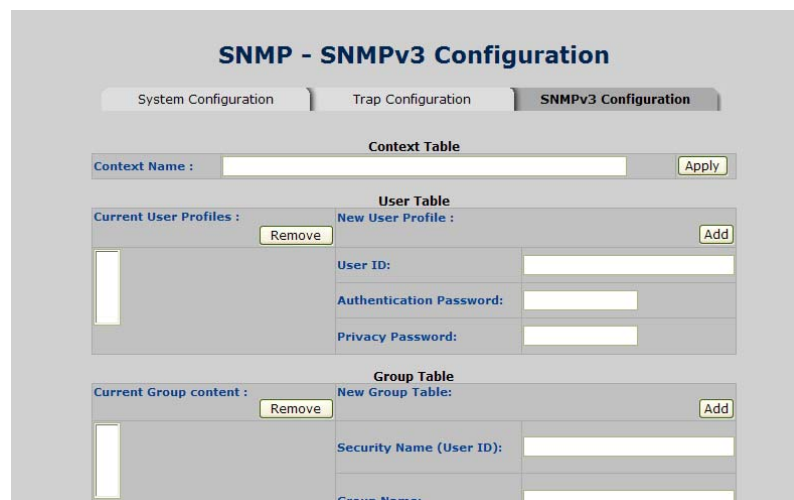 SNMP - SNMPv3 Configuration
System Configuration Trap Configuration SNMPv3 Configuration
Context Table
Context Name : Apply
User Table
Current User Profiles : New User Profile :
Remove Add
User ID:
Authentication Password:
Privacy Password:
Group Table
Current Group content : New Group Table:
Remove Add
Security Name (User ID):
Group Name: